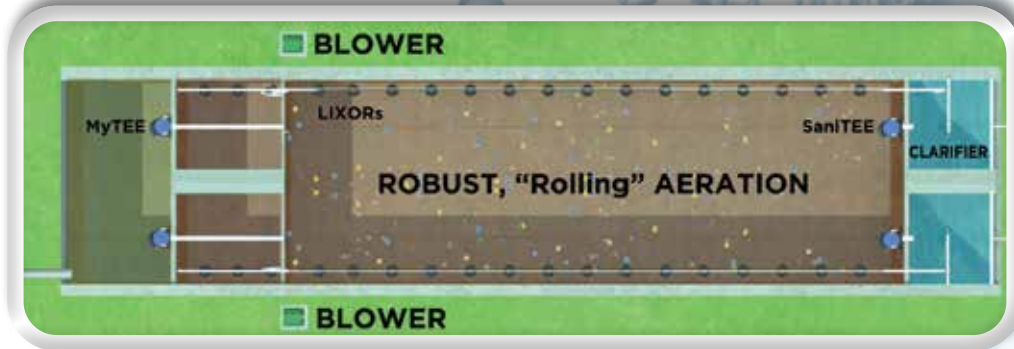 BLOWER
LIXORs
MyTEE
SaniTEE
CLARIFIER
ROBUST, “Rolling” AERATION
BLOWER